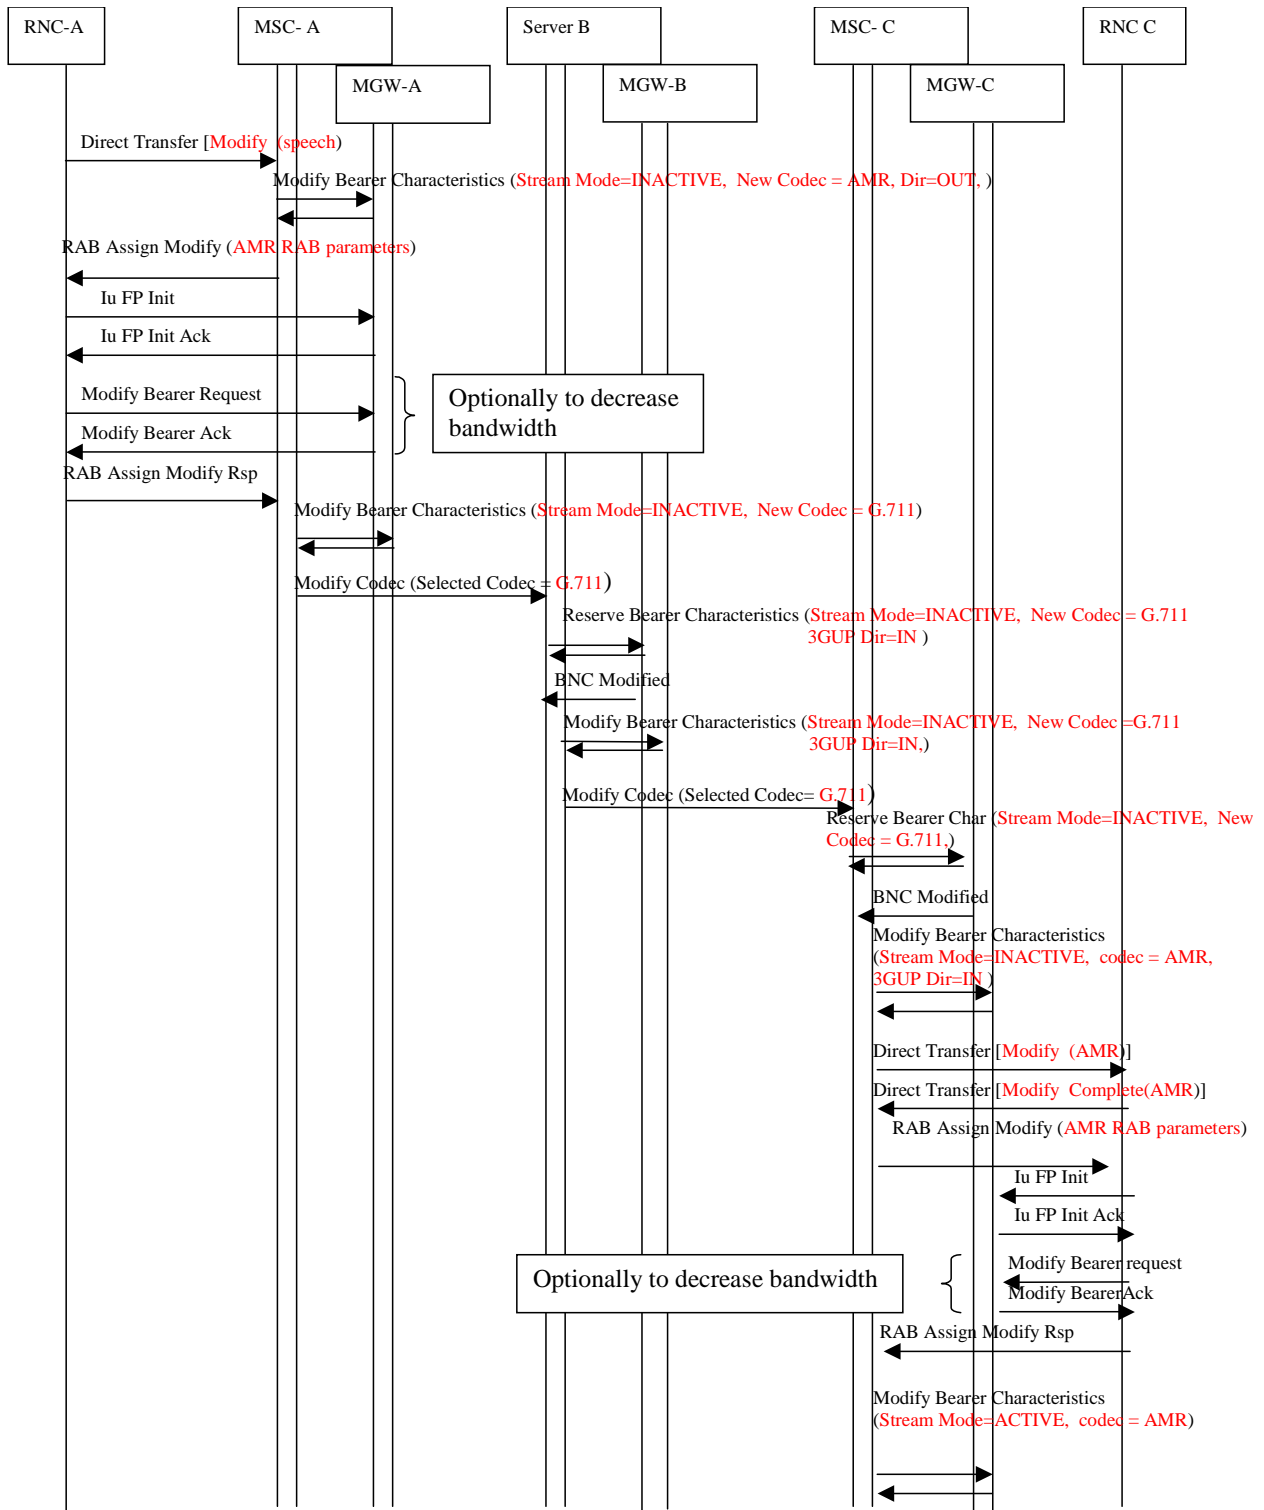 RNC-A
MSC- A
Server B
MSC- C
RNC C
MGW-A
MGW-B
MGW-C
Direct Transfer [Modify (speech)
Modify Bearer Characteristics (Stream Mode=INACTIVE, New Codec = AMR, Dir=OUT, )
RAB Assign Modify (AMR RAB parameters)
Iu FP Init
Iu FP Init Ack
Modify Bearer Request
Optionally to decrease
bandwidth
Modify Bearer Ack
RAB Assign Modify Rsp
Modify Bearer Characteristics (Stream Mode=INACTIVE, New Codec = G.711)
Modify Codec (Selected Codec = G.711)
Reserve Bearer Characteristics (Stream Mode=INACTIVE, New Codec = G.711
3GUP Dir=IN )
BNC Modified
Modify Bearer Characteristics (Stream Mode=INACTIVE, New Codec =G.711
3GUP Dir=IN,)
Modify Codec (Selected Codec= G.711)
Reserve Bearer Char (Stream Mode=INACTIVE, New
Codec = G.711,)
BNC Modified
Modify Bearer Characteristics
(Stream Mode=INACTIVE, codec = AMR,
3GUP Dir=IN )
Direct Transfer [Modify (AMR)]
Direct Transfer [Modify Complete(AMR)]
RAB Assign Modify (AMR RAB parameters)
Iu FP Init
Iu FP Init Ack
Optionally to decrease bandwidth
Modify Bearer request
Modify BearerAck
RAB Assign Modify Rsp
Modify Bearer Characteristics
(Stream Mode=ACTIVE, codec = AMR)